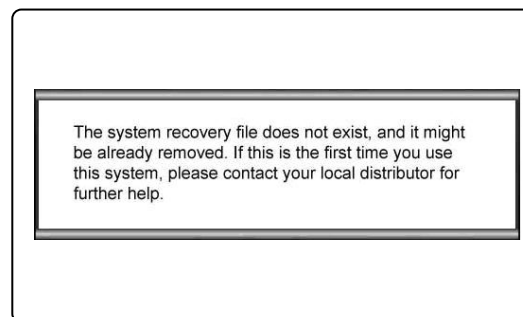 The system recovery file does not exist, and it might
be already removed. If this is the first time you use
this system, please contact your local distributor for
further help.